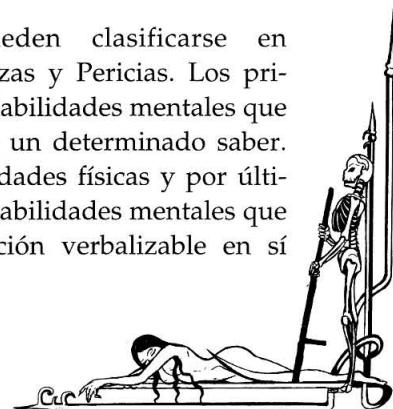 eden clasificarse en
zas y Pericias. Los pri-
abilidades mentales que
un determinado saber.
dades físicas y por últi-
abilidades mentales que
ción verbalizable en sí